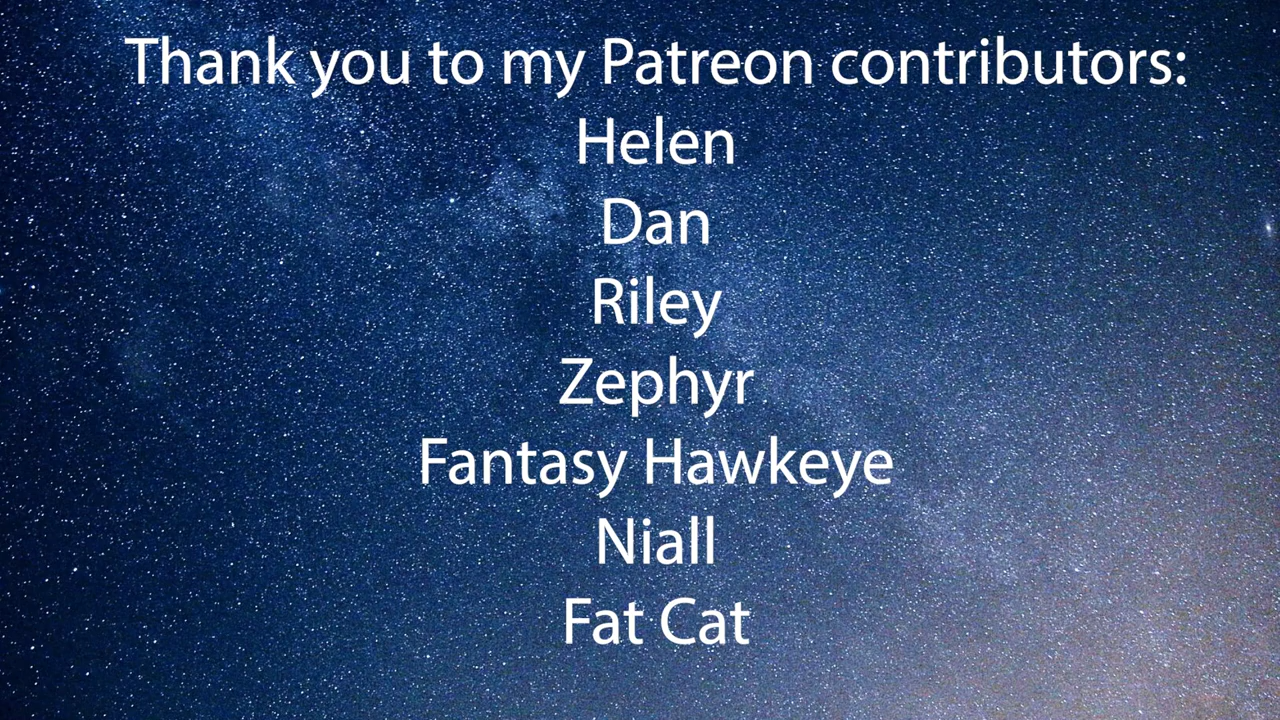 Thank you to my Patreon contributors:
Helen
Dan
Riley
Zephyr
Fantasy Hawkeye
Niall
Fat Cat